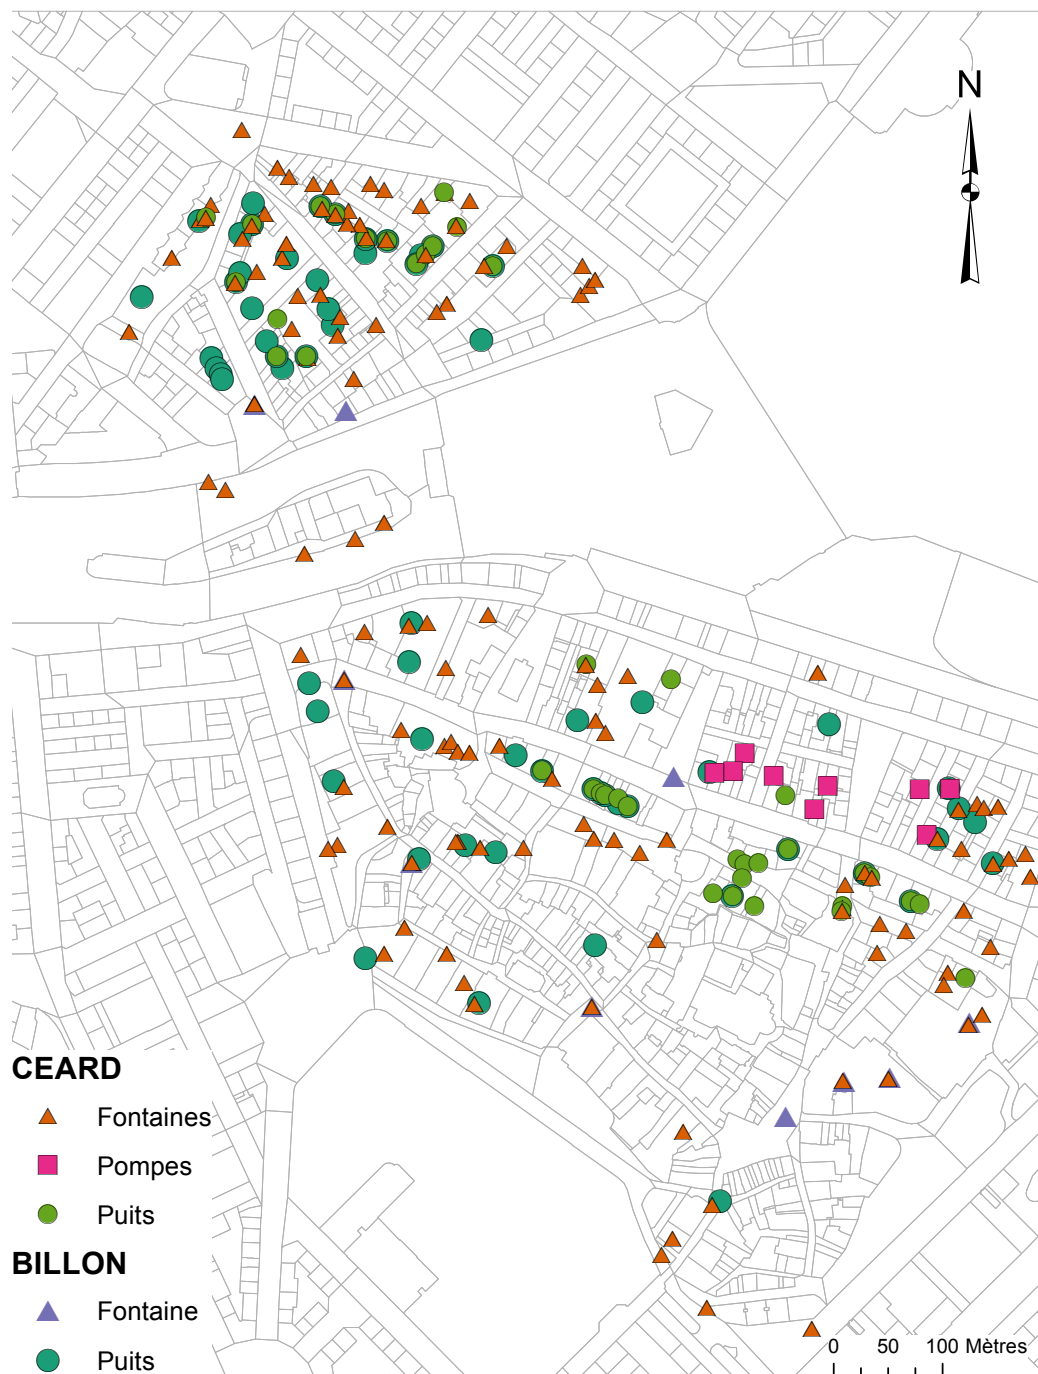 N
CEARD
Fontaines
Pompes
Puits
BILLON
Fontaine
Puits
0 50 100 Mètres